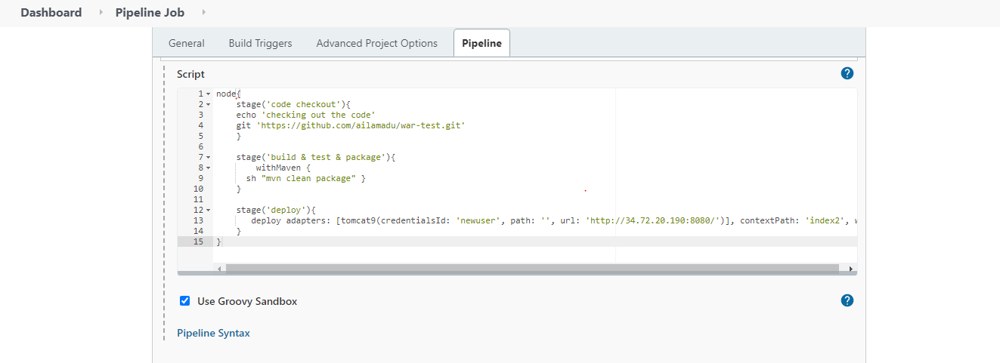 Dashboard Pipeline Job
General Build Triggers Advanced Project Options Pipeline
Script
?
1 node{
2 stage('code checkout'){
3 echo 'checking out the code'
4 git 'https://github.com/ailamadu/war-test.git'
5 }
6
7 stage('build & test & package'){
8 withMaven {
9 sh "mvn clean package" }
10 }
11
12 stage('deploy'){
13 deploy adapters: [tomcat9(credentialsId: 'newuser', path: '', url: 'http://34.72.20.190:8080/')], contextPath: 'index2',
14 }
15 }
Use Groovy Sandbox
?
Pipeline Syntax